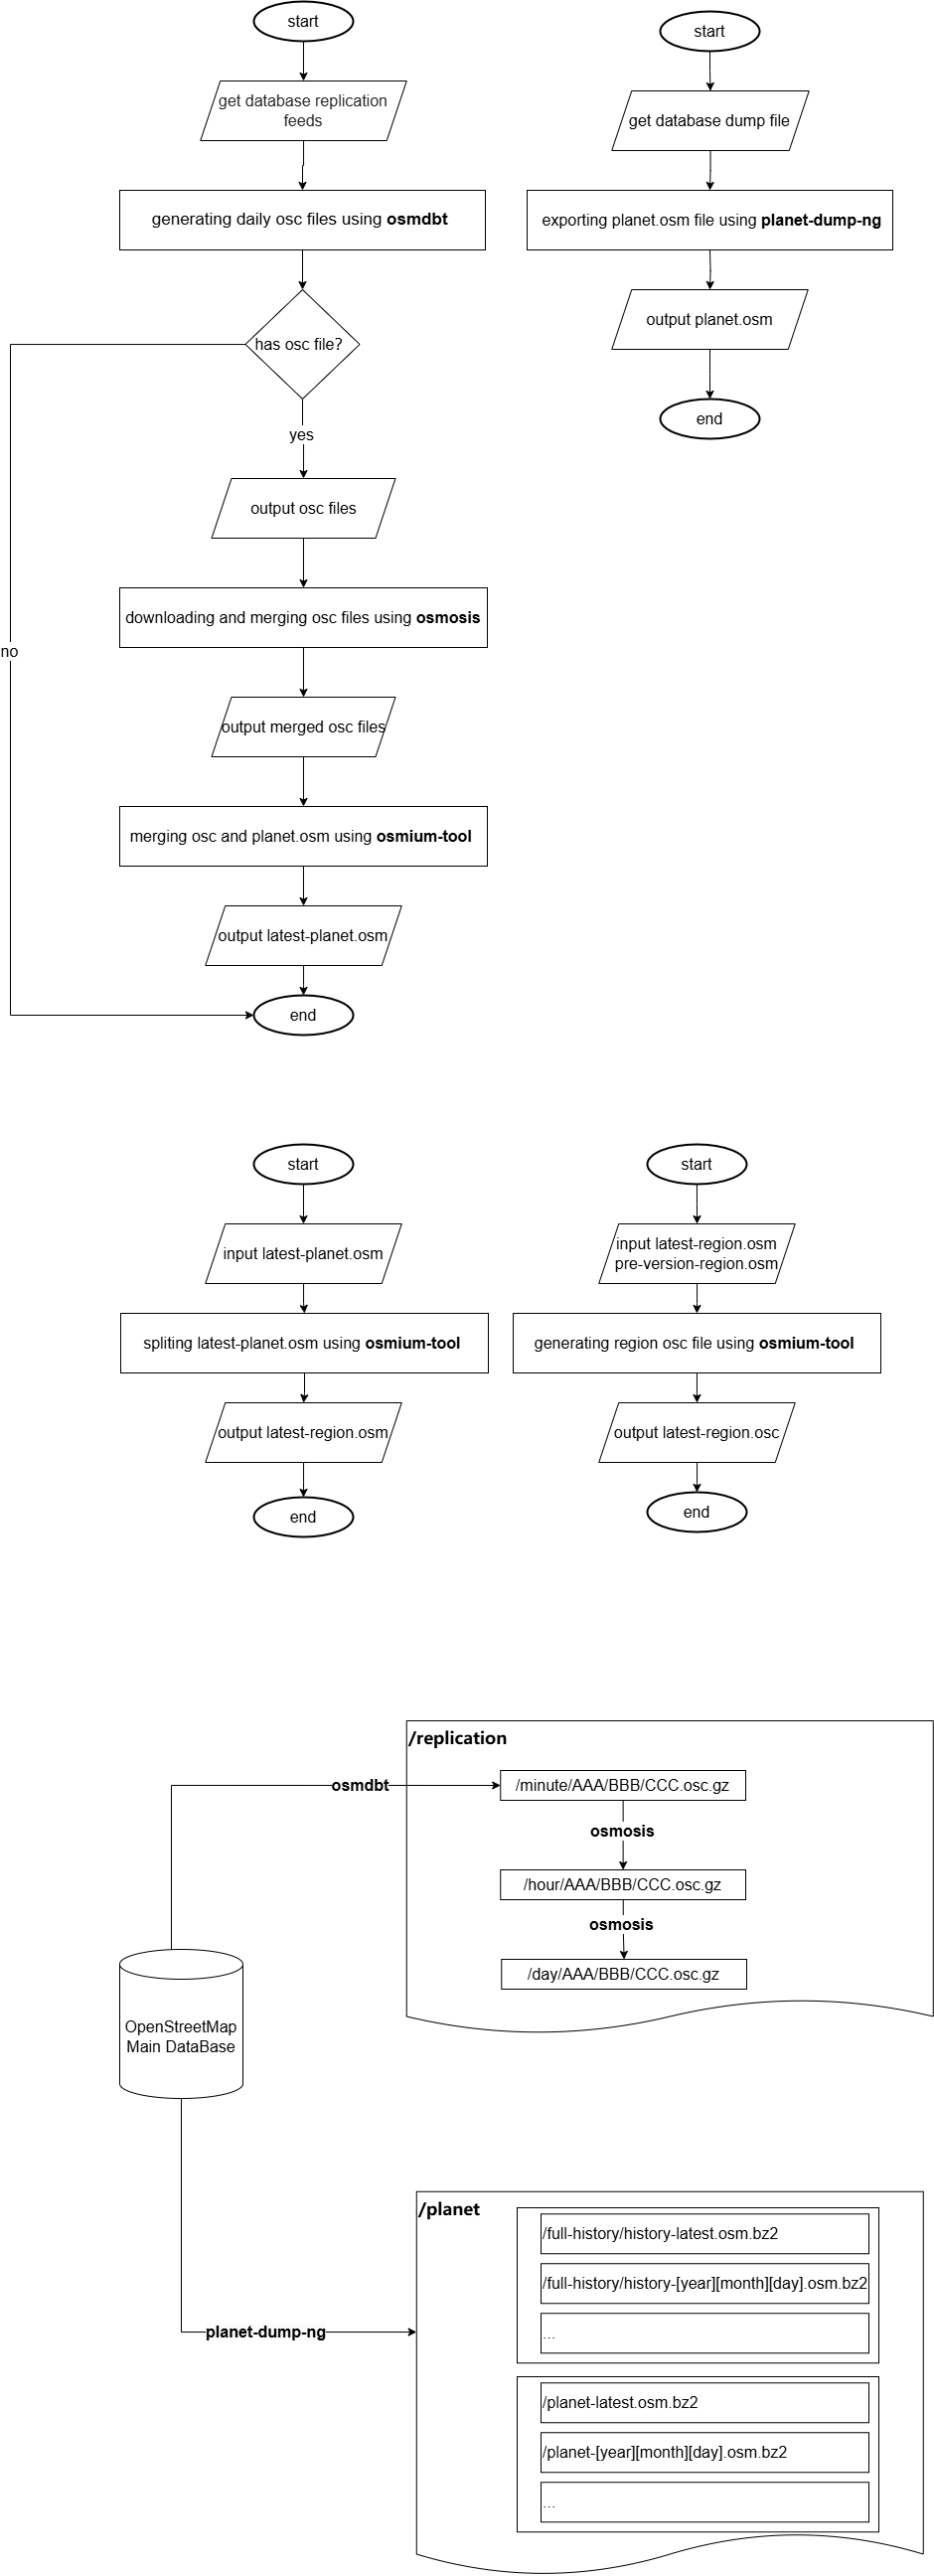 start
get database replication
feeds
generating daily osc files using osmdbt
has osc file?
yes
no
output osc files
downloading and merging osc files using osmosis
output merged osc files
merging osc and planet.osm using osmium-tool
output latest-planet.osm
end
start
get database dump file
exporting planet.osm file using planet-dump-ng
output planet.osm
end
start
input latest-planet.osm
spliting latest-planet.osm using osmium-tool
output latest-region.osm
end
start
input latest-region.osm
pre-version-region.osm
generating region osc file using osmium-tool
output latest-region.osc
end
/replication
osmdbt
/minute/AAA/BBB/CCC.osc.gz
osmosis
/hour/AAA/BBB/CCC.osc.gz
osmosis
/day/AAA/BBB/CCC.osc.gz
OpenStreetMap
Main DataBase
planet-dump-ng
/planet
/full-history/history-latest.osm.bz2
/full-history/history-[year][month][day].osm.bz2
...
/planet-latest.osm.bz2
/planet-[year][month][day].osm.bz2
...